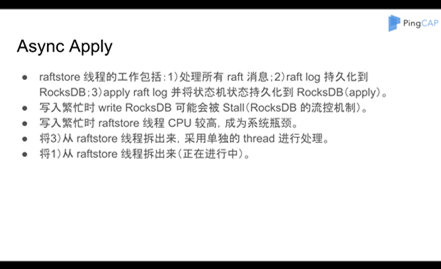 PingCAP
Async Apply
● raftstore 线程的工作包括：1）处理所有 raft 消息；2）raft log 持久化到
RocksDB；3）apply raft log 并将状态机状态持久化到 RocksDB（apply）。
● 写入繁忙时 write RocksDB 可能会被 Stall（RocksDB 的流控机制）。
● 写入繁忙时 raftstore 线程 CPU 较高，成为系统瓶颈。
● 将3）从 raftstore 线程拆出来，采用单独的 thread 进行处理。
● 将1）从 raftstore 线程拆出来（正在进行中）。